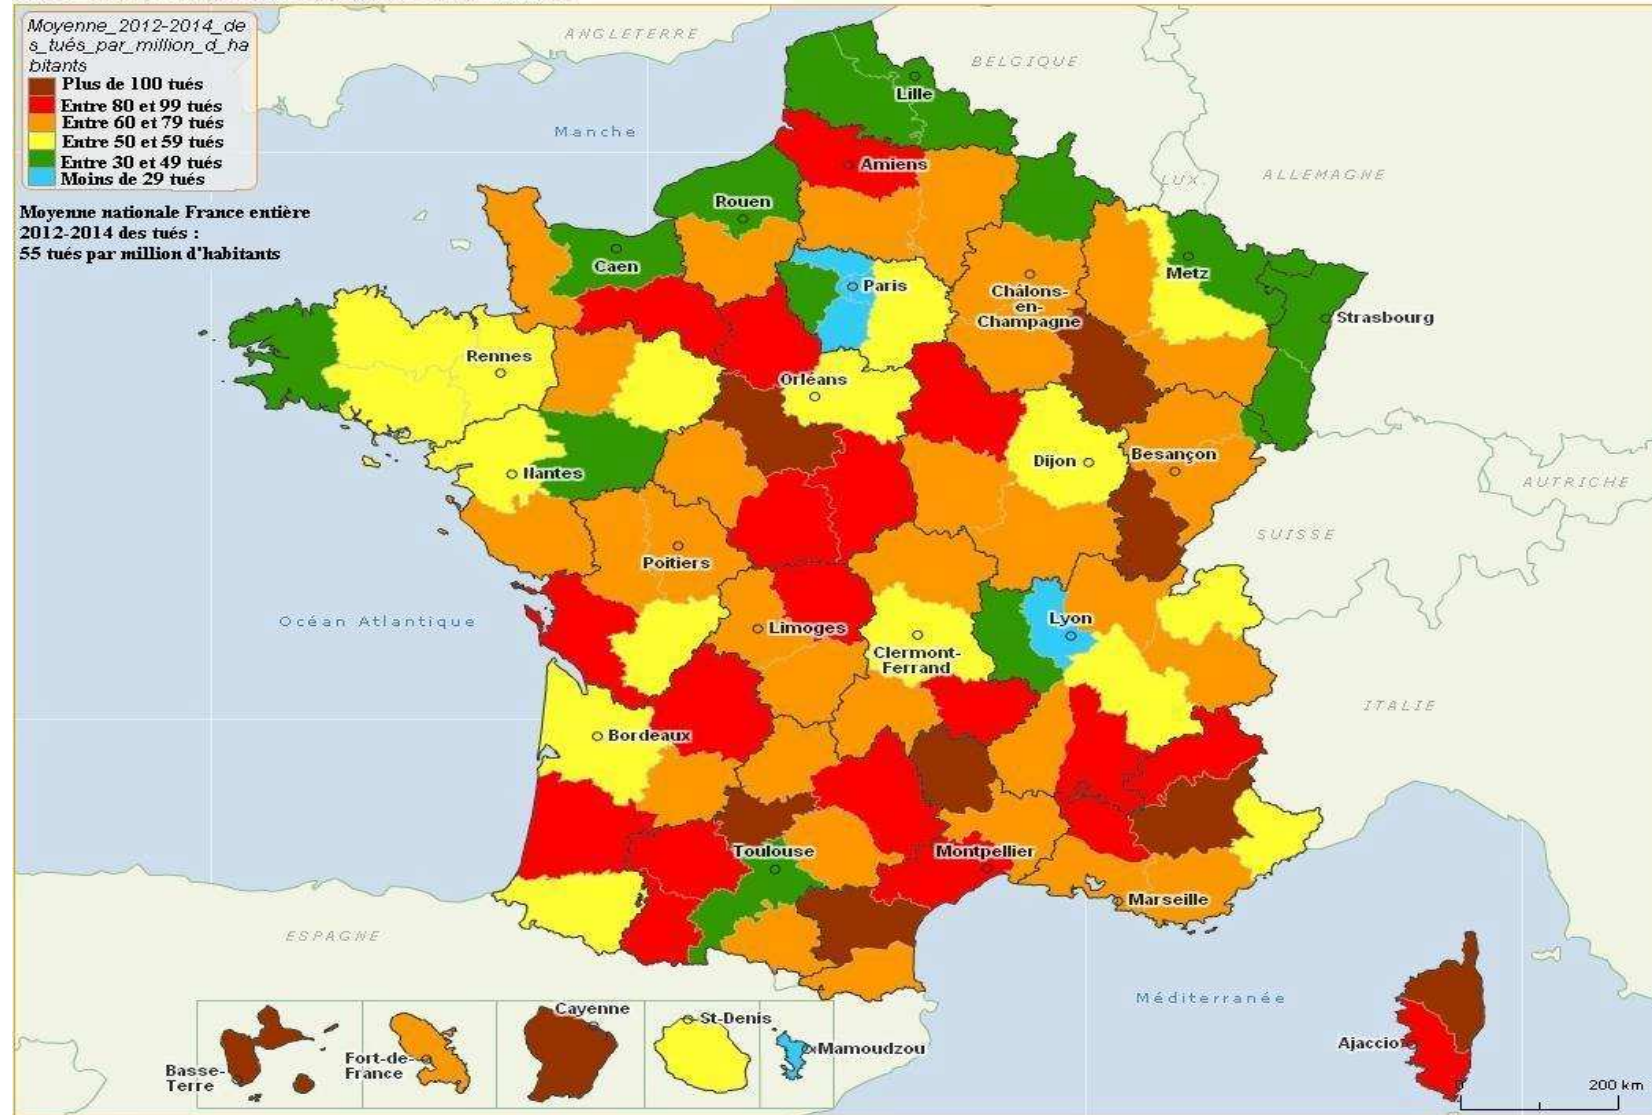 Moyenne_2012-2014_de
s_tués_par_million_d_ha
bitants
Plus de 100 tués
Entre 80 et 99 tués
Entre 60 et 79 tués
Entre 50 et 59 tués
Entre 30 et 49 tués
Moins de 29 tués
Moyenne nationale France entière
2012-2014 des tués :
55 tués par million d'habitants
ANGLETERRE
BELGIQUE
Lille
Manche
Amiens
LUX.
ALLEMAGNE
Rouen
Caen
Metz
Paris
Châlons-
en-
Champagne
Strasbourg
Rennes
Orléans
Nantes
Dijon
Besançon
AUTRICHE
SUISSE
Poitiers
Océan Atlantique
Limoges
Lyon
Clermont-
Ferrand
ITALIE
Bordeaux
Toulouse
Montpellier
Marseille
ESPAGNE
Méditerranée
Cayenne
St-Denis
Basse-
Terre
Fort-de-
France
Mamoudzou
Ajaccio
0
200 km